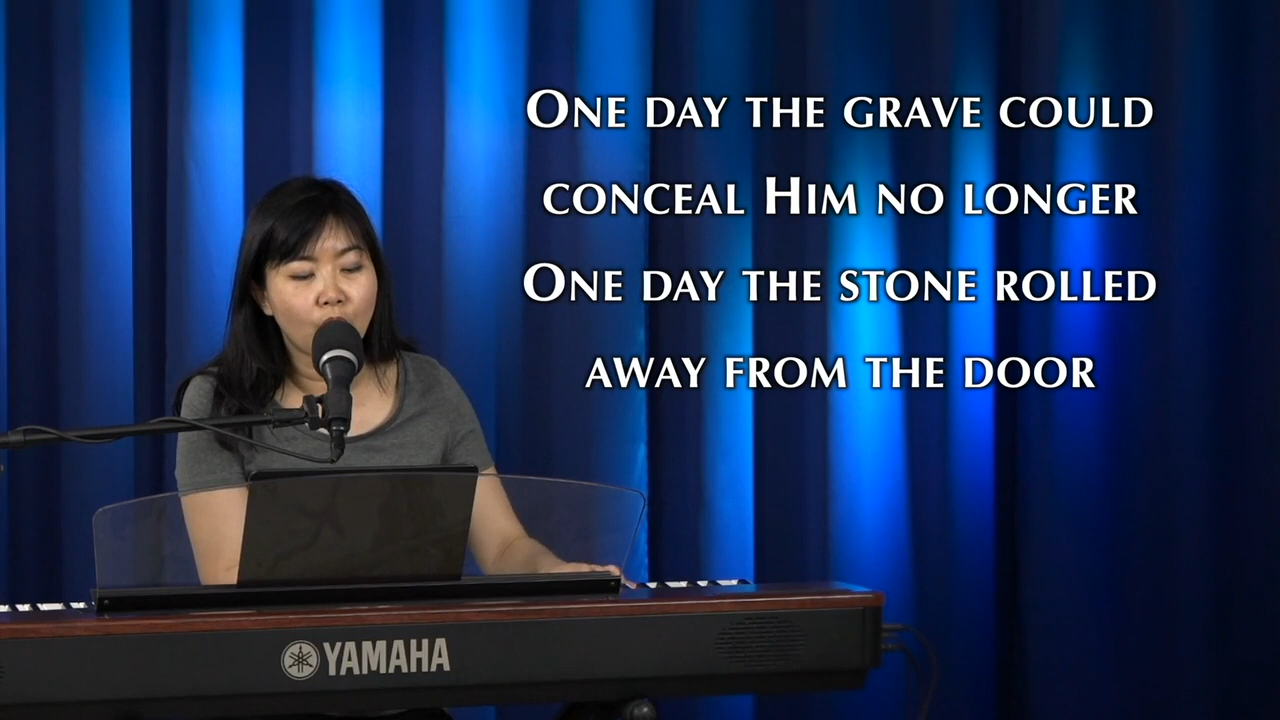 One day the grave could
conceal Him no longer
One day the stone rolled
away from the door
YAMAHA